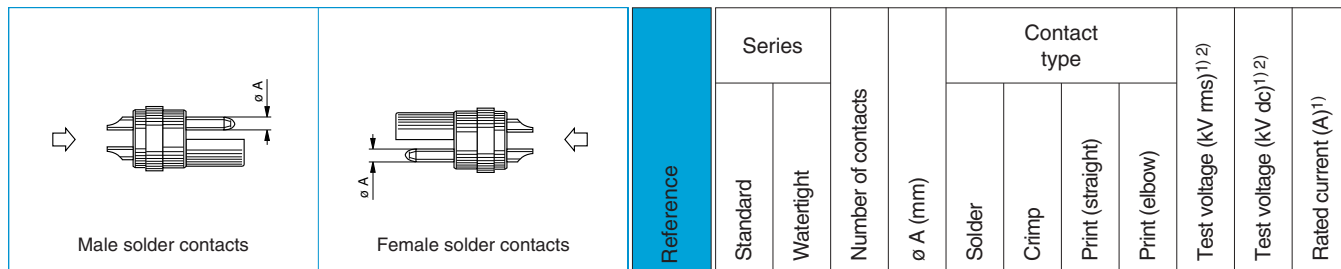 ø A
Male solder contacts
ø A
Female solder contacts
Reference
Series
Standard
Watertight
Number of contacts
ø A (mm)
Contact
type
Solder
Crimp
Print (straight)
Print (elbow)
Test voltage (kV rms)1) 2)
Test voltage (kV dc)1) 2)
Rated current (A)1)